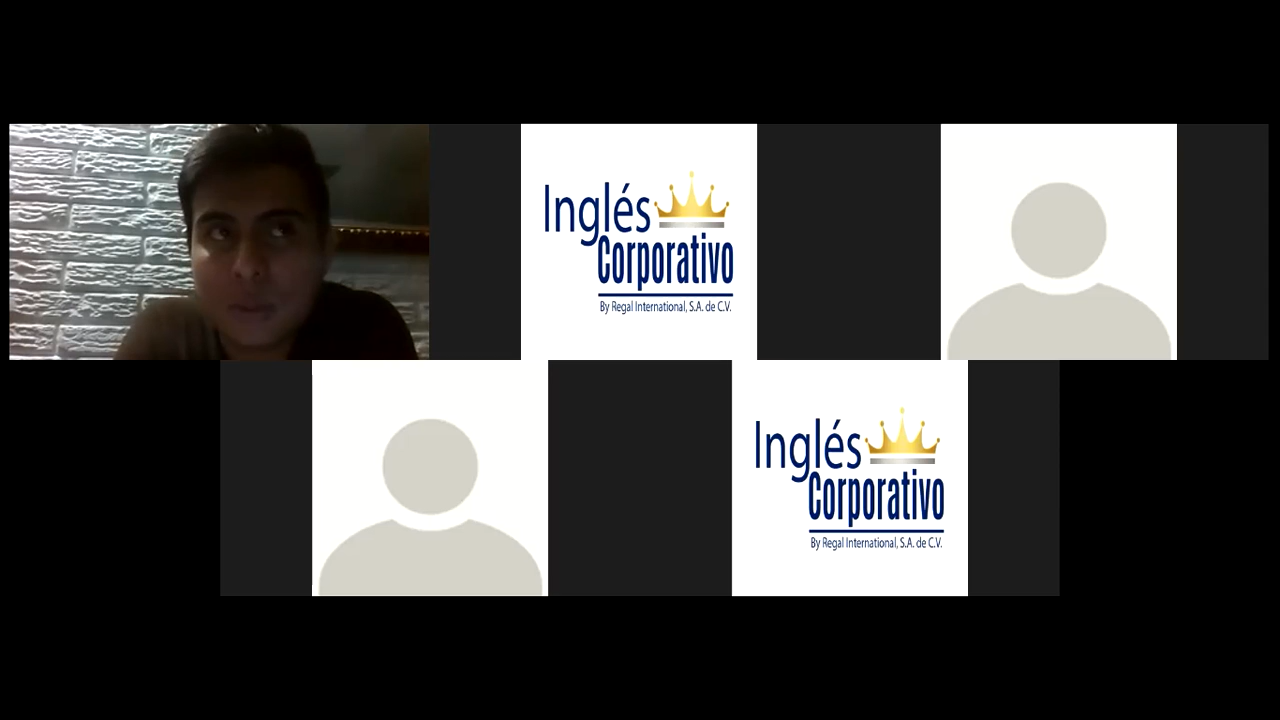 Inglés
Corporativo
By Regal International, S.A. de C.V.
Inglés
Corporativo
By Regal International, S.A. de C.V.